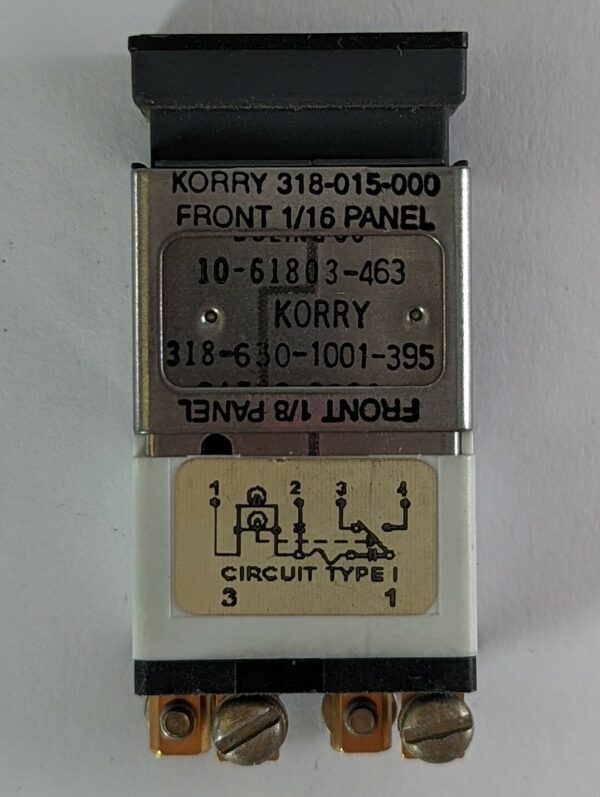 KORRY 318-015-000
FRONT 1/16 PANEL
10-61803-463
KORRY
318-630-1001-395
FRONT 1/8 PANEL
1 2 3 4
CIRCUIT TYPE I
3 1